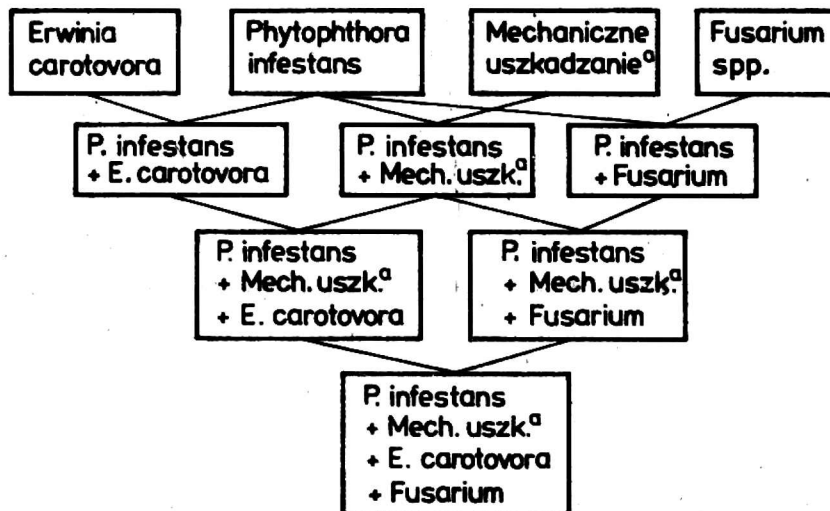 Erwinia
carotovora
Phytophthora
infestans
Mechaniczne
uszkadzanieᵃ
Fusarium
spp.
P. infestans
+ E. carotovora
P. infestans
+ Mech. uszk.ᵃ
P. infestans
+ Fusarium
P. infestans
+ Mech. uszk.ᵃ
+ E. carotovora
P. infestans
+ Mech. uszk.ᵃ
+ Fusarium
P. infestans
+ Mech. uszk.ᵃ
+ E. carotovora
+ Fusarium